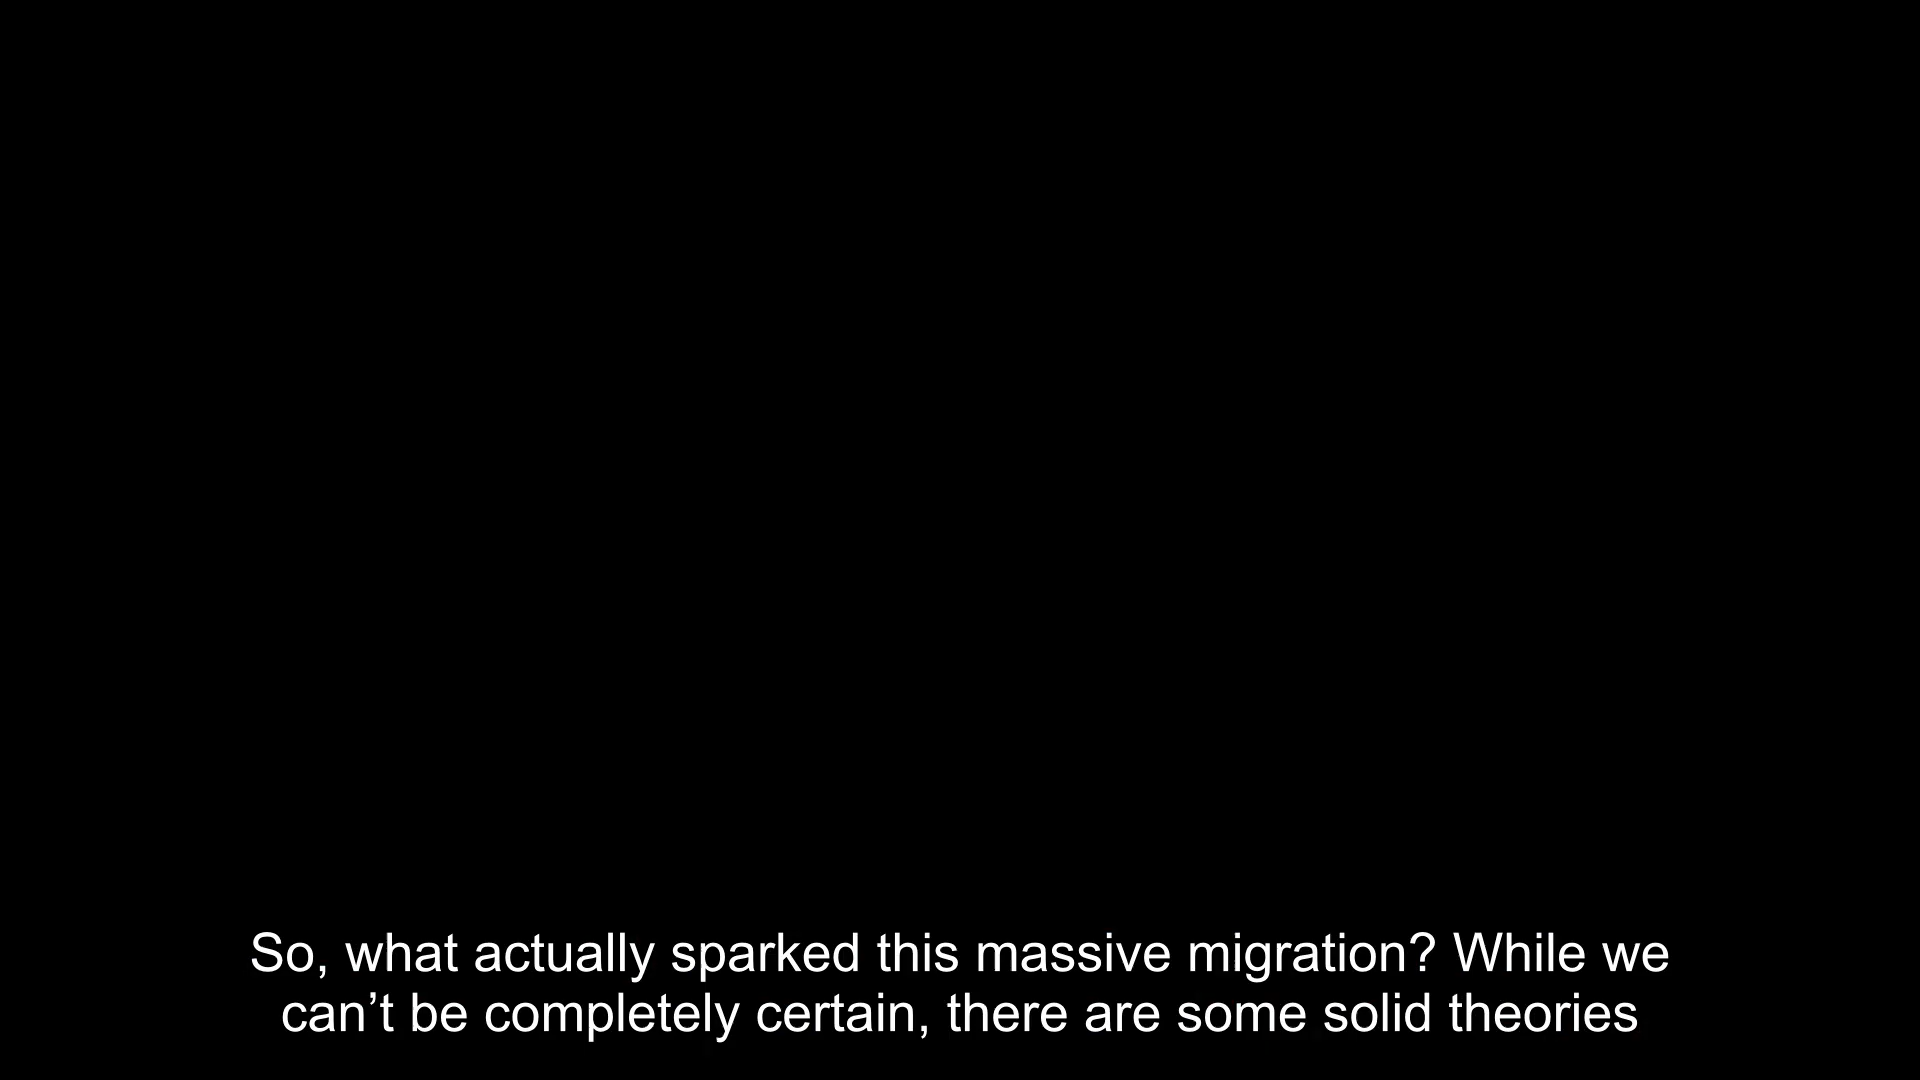 So, what actually sparked this massive migration? While we
can’t be completely certain, there are some solid theories